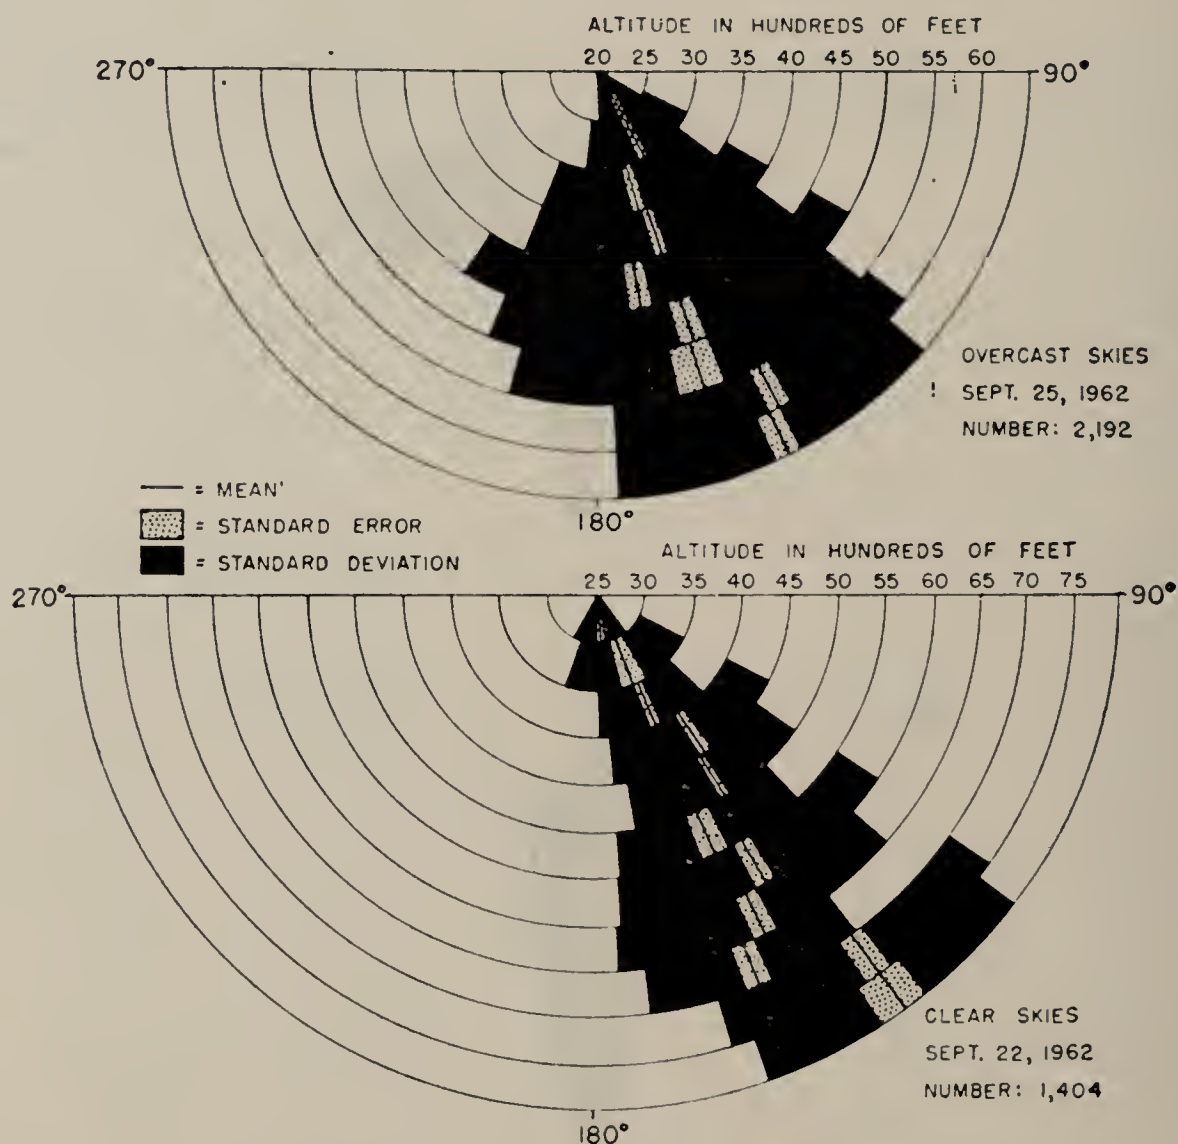 ALTITUDE IN HUNDREDS OF FEET
20 25 30 35 40 45 50 55 60
270° 90°
OVERCAST SKIES
SEPT. 25, 1962
NUMBER: 2,192
180°
— = MEAN'
= STANDARD ERROR
= STANDARD DEVIATION
ALTITUDE IN HUNDREDS OF FEET
25 30 35 40 45 50 55 60 65 70 75
270° 90°
CLEAR SKIES
SEPT. 22, 1962
NUMBER: 1,404
180°